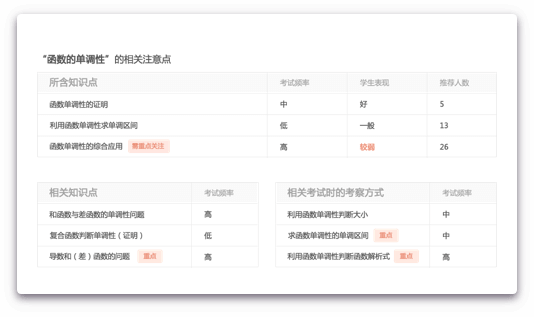 “函数的单调性”的相关注意点
所含知识点 考试频率 学生表现 推荐人数
函数单调性的证明 中 好 5
利用函数单调性求单调区间 低 一般 13
函数单调性的综合应用 需重点关注 高 较弱 26
相关知识点 考试频率
和函数与差函数的单调性问题 高
复合函数判断单调性（证明） 低
导数和（差）函数的问题 重点 高
相关考试时的考察方式 考试频率
利用函数单调性判断大小 中
求函数单调性的单调区间 重点 中
利用函数单调性判断函数解析式 重点 高